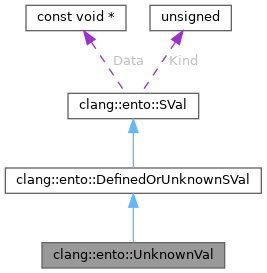 const void *
unsigned
Data
Kind
clang::ento::SVal
clang::ento::DefinedOrUnknownSVal
clang::ento::UnknownVal